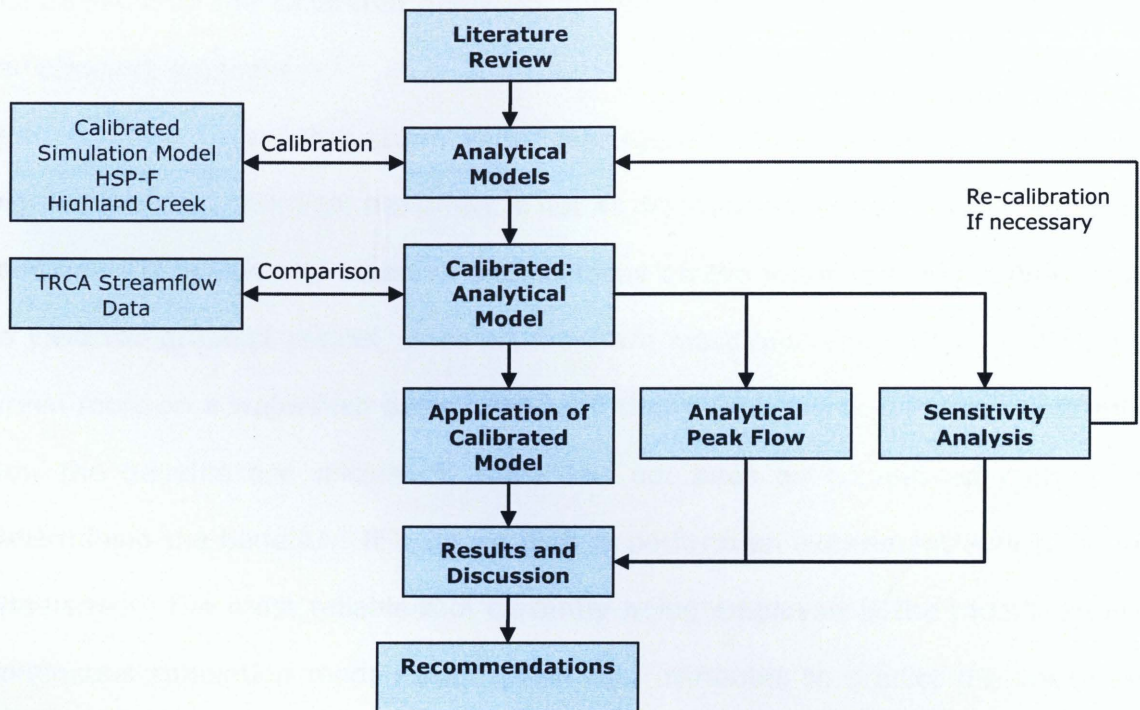 Literature
Review
Calibrated
Simulation Model
HSP-F
Highland Creek
Calibration
Analytical
Models
Re-calibration
If necessary
TRCA Streamflow
Data
Comparison
Calibrated:
Analytical
Model
Application of
Calibrated
Model
Analytical
Peak Flow
Sensitivity
Analysis
Results and
Discussion
Recommendations